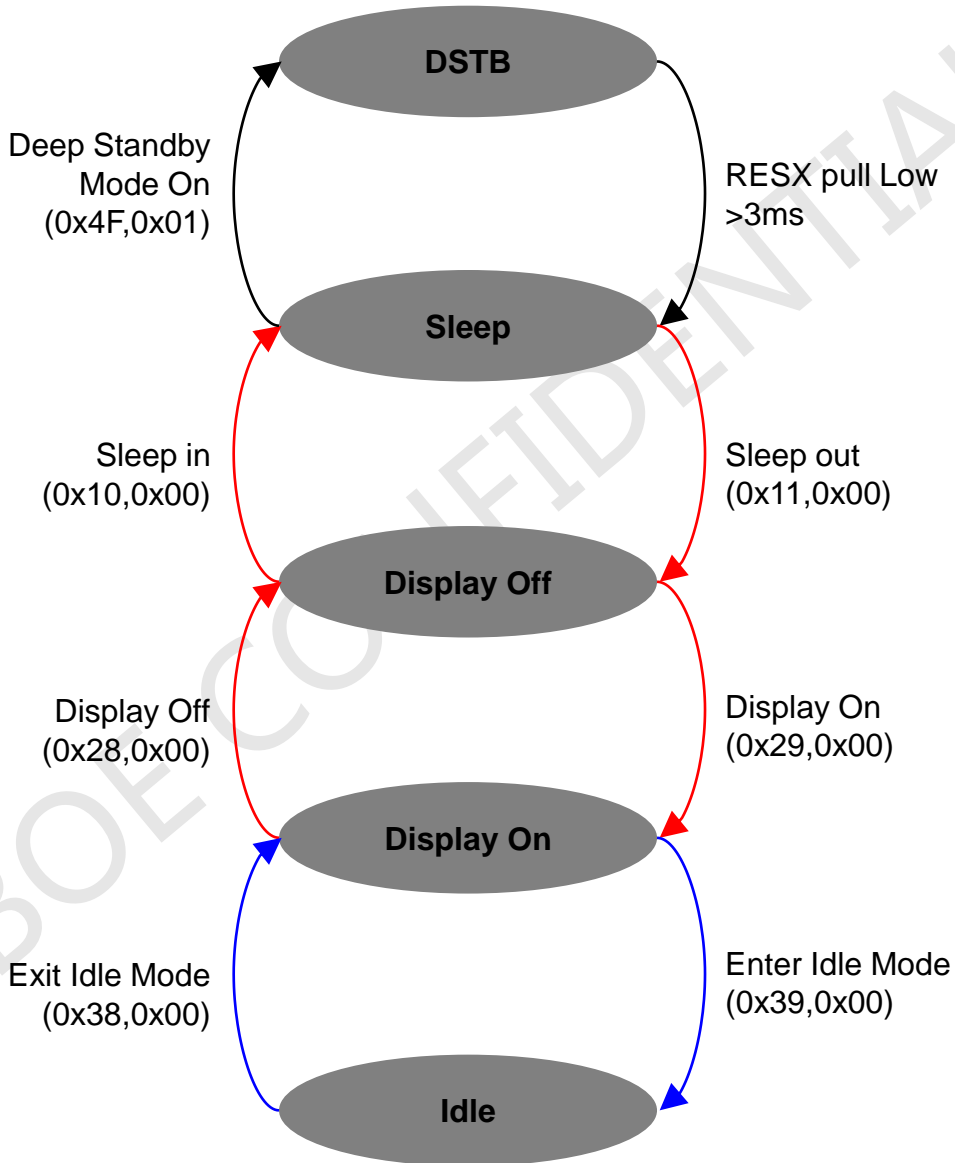 DSTB
Deep Standby
Mode On
(0x4F,0x01)
RESX pull Low
>3ms
Sleep
Sleep in
(0x10,0x00)
Sleep out
(0x11,0x00)
Display Off
Display Off
(0x28,0x00)
Display On
(0x29,0x00)
Display On
Exit Idle Mode
(0x38,0x00)
Enter Idle Mode
(0x39,0x00)
Idle
BOE CONFIDENTIAL